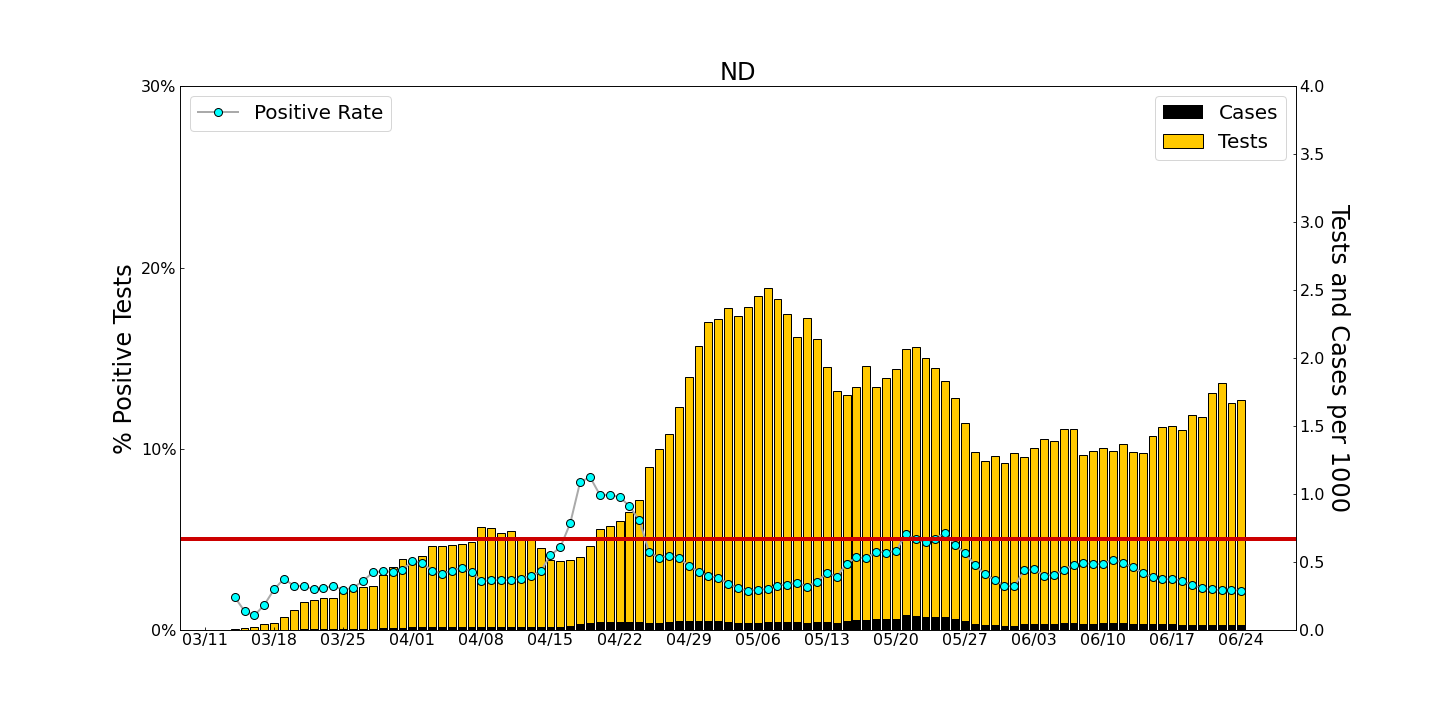 ND
30%
20%
10%
0%
% Positive Tests
Positive Rate
Cases
Tests
4.0
3.5
3.0
2.5
2.0
1.5
1.0
0.5
0.0
Tests and Cases per 1000
03/11 03/18 03/25 04/01 04/08 04/15 04/22 04/29 05/06 05/13 05/20 05/27 06/03 06/10 06/17 06/24